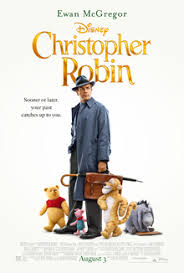 Ewan McGregor
Disney
Christopher
Robin
Sooner or later,
your past
catches up to you.
August 3